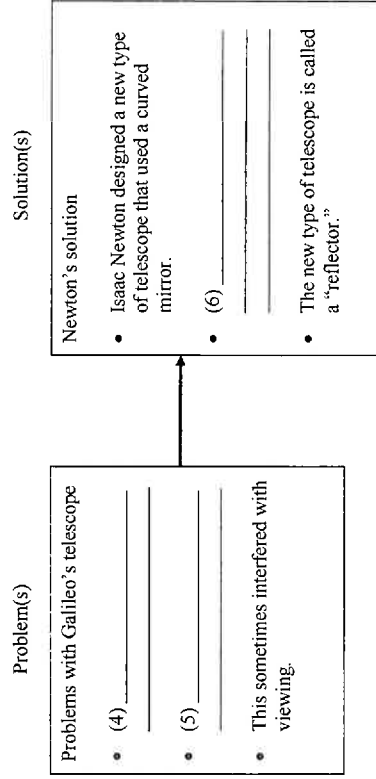 Problem(s)
Problems with Galileo's telescope
• (4)
• (5)
• This sometimes interfered with
viewing.
Solution(s)
Newton's solution
• Isaac Newton designed a new type
of telescope that used a curved
mirror.
• (6)
• The new type of telescope is called
a "reflector."